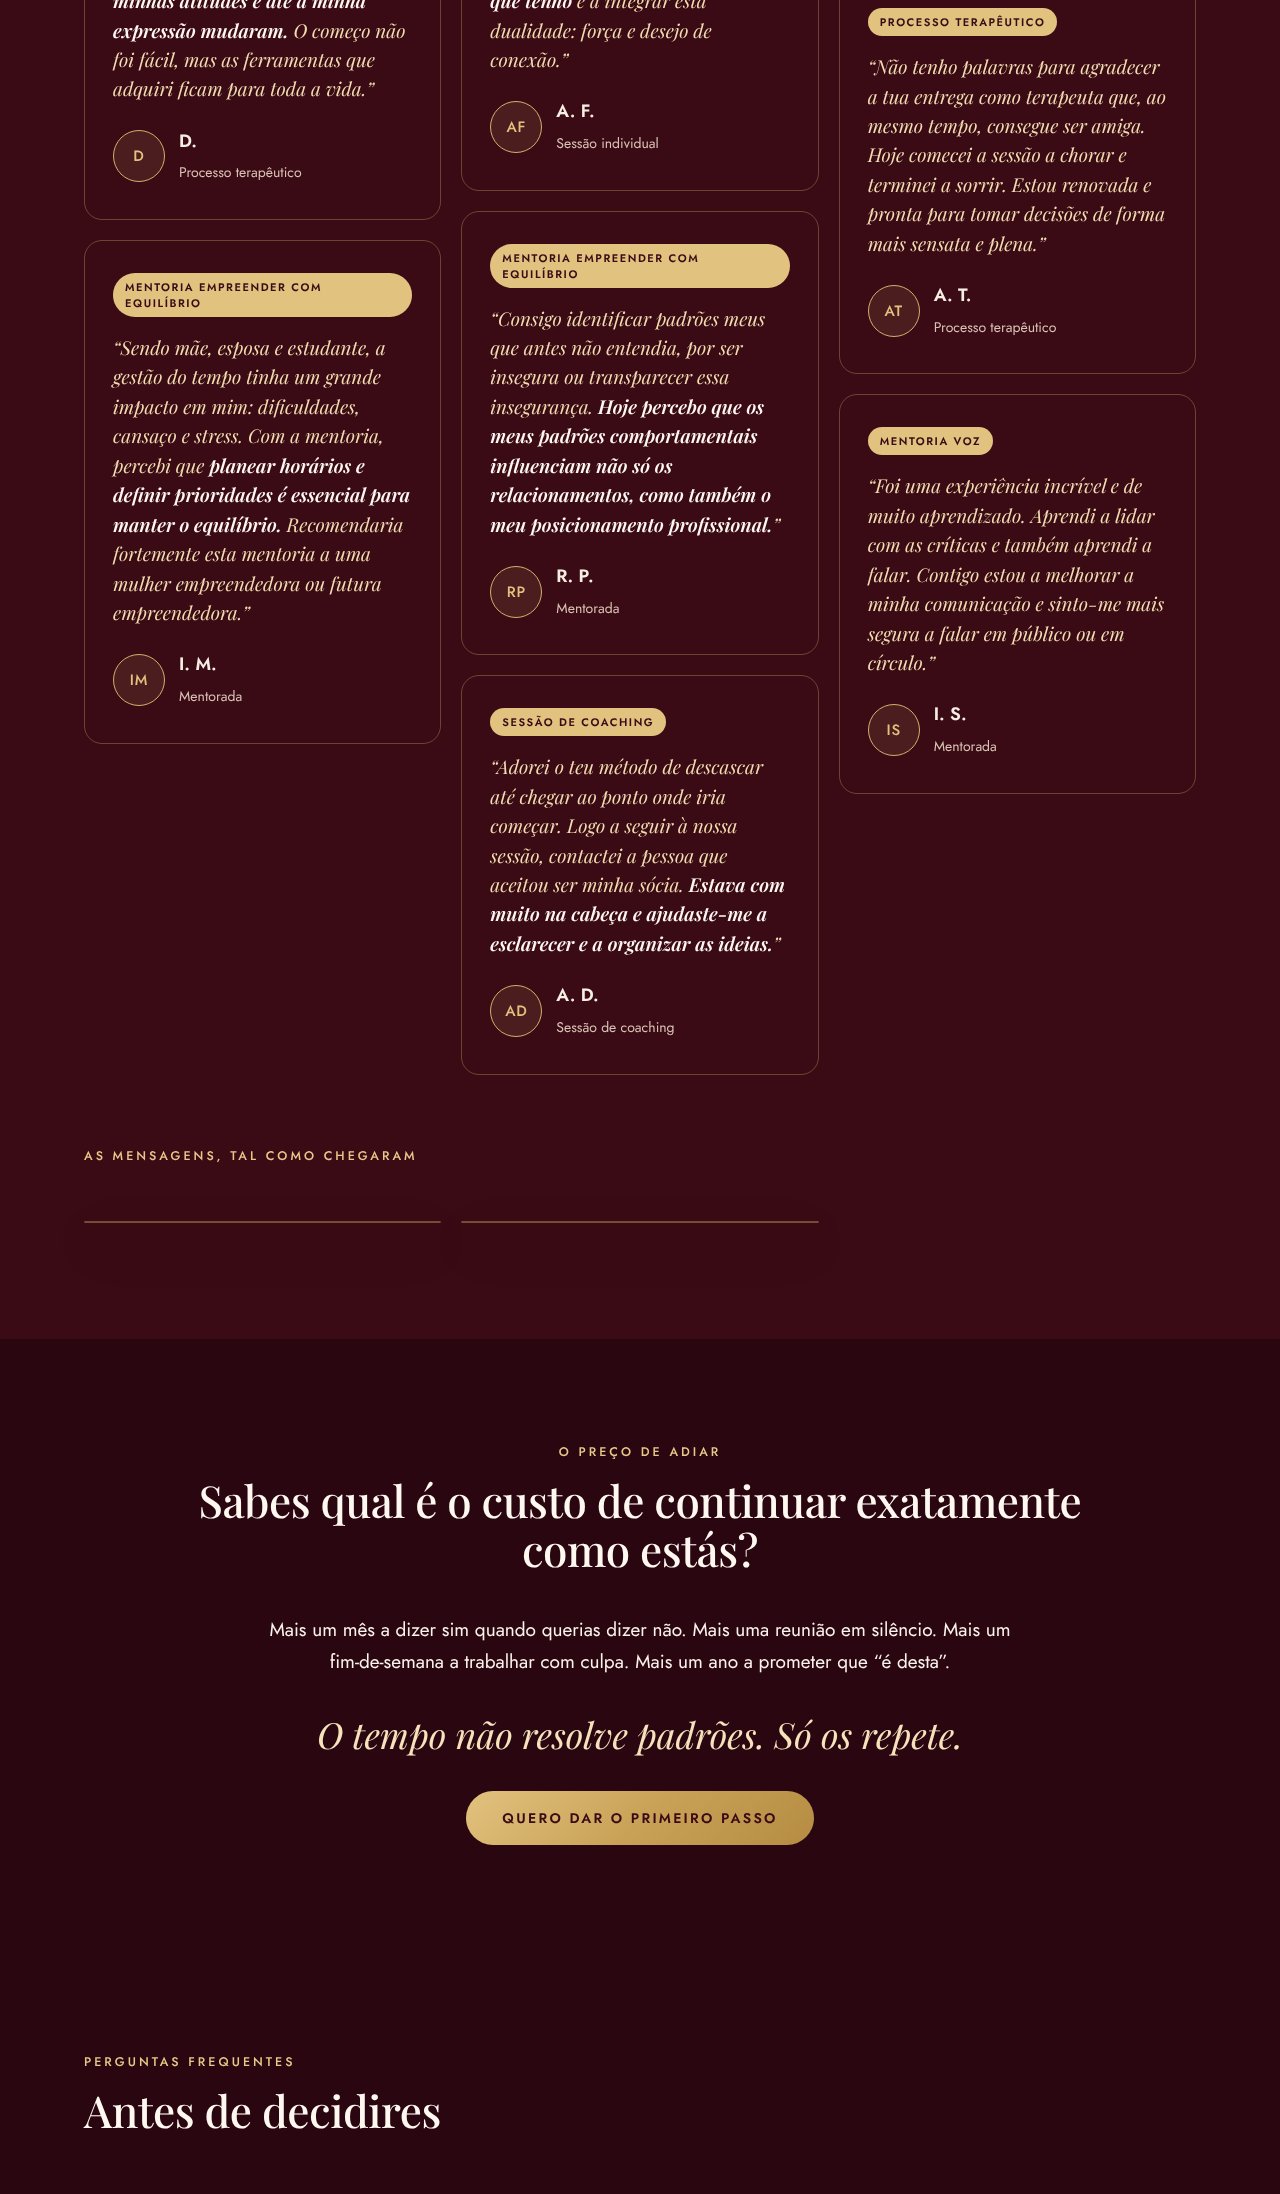 minhas atitudes e até a minha
expressão mudaram. O começo não
foi fácil, mas as ferramentas que
adquiri ficam para toda a vida.”
D
D.
Processo terapêutico
MENTORIA EMPREENDER COM
EQUILÍBRIO
“Sendo mãe, esposa e estudante, a
gestão do tempo tinha um grande
impacto em mim: dificuldades,
cansaço e stress. Com a mentoria,
percebi que planear horários e
definir prioridades é essencial para
manter o equilíbrio. Recomendaria
fortemente esta mentoria a uma
mulher empreendedora ou futura
empreendedora.”
IM
I. M.
Mentorada
que tenho e a integrar esta
dualidade: força e desejo de
conexão.”
AF
A. F.
Sessão individual
MENTORIA EMPREENDER COM
EQUILÍBRIO
“Consigo identificar padrões meus
que antes não entendia, por ser
insegura ou transparecer essa
insegurança. Hoje percebo que os
meus padrões comportamentais
influenciam não só os
relacionamentos, como também o
meu posicionamento profissional.”
RP
R. P.
Mentorada
SESSÃO DE COACHING
“Adorei o teu método de descascar
até chegar ao ponto onde iria
começar. Logo a seguir à nossa
sessão, contactei a pessoa que
aceitou ser minha sócia. Estava com
muito na cabeça e ajudaste-me a
esclarecer e a organizar as ideias.”
AD
A. D.
Sessão de coaching
PROCESSO TERAPÊUTICO
“Não tenho palavras para agradecer
a tua entrega como terapeuta que, ao
mesmo tempo, consegue ser amiga.
Hoje comecei a sessão a chorar e
terminei a sorrir. Estou renovada e
pronta para tomar decisões de forma
mais sensata e plena.”
AT
A. T.
Processo terapêutico
MENTORIA VOZ
“Foi uma experiência incrível e de
muito aprendizado. Aprendi a lidar
com as críticas e também aprendi a
falar. Contigo estou a melhorar a
minha comunicação e sinto-me mais
segura a falar em público ou em
círculo.”
IS
I. S.
Mentorada
AS MENSAGENS, TAL COMO CHEGARAM
O PREÇO DE ADIAR
Sabes qual é o custo de continuar exatamente
como estás?
Mais um mês a dizer sim quando querias dizer não. Mais uma reunião em silêncio. Mais um
fim-de-semana a trabalhar com culpa. Mais um ano a prometer que “é desta”.
O tempo não resolve padrões. Só os repete.
QUERO DAR O PRIMEIRO PASSO
PERGUNTAS FREQUENTES
Antes de decidires